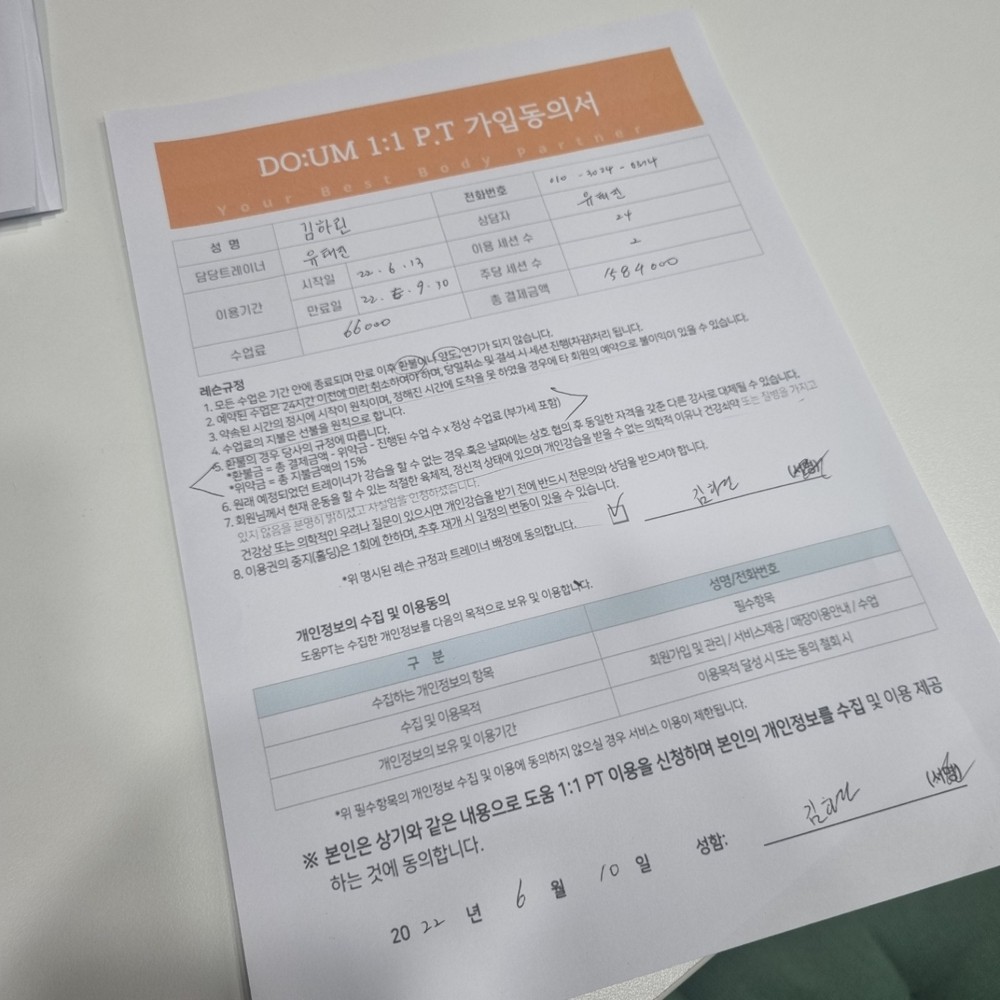 DO:UM 1:1 P.T 가입동의서
Your Best Body Partner
성 명 김하린 전화번호 010 - 3024 -
담당트레이너 유태진 상담자 유태진
이용기간 시작일 22. 6. 13 이용 세션 수 24
만료일 22. 9. 30 주당 세션 수 2
수업료 66000 총 결제금액 1584000
레슨규정
1. 모든 수업은 기간 안에 종료되며 만료 이후 환불이나 양도, 연기가 되지 않습니다.
2. 예약된 수업은 24시간 이전에 미리 취소하여야 하며, 당일취소 및 결석 시 세션 진행(차감)처리 됩니다.
3. 약속된 시간의 정시에 시작이 원칙이며, 정해진 시간에 도착을 못 하였을 경우에 타 회원의 예약으로 불이익이 있을 수 있습니다.
4. 수업료의 지불은 선불을 원칙으로 합니다.
5. 환불의 경우 당사의 규정에 따릅니다.
*환불금 = 총 결제금액 - 위약금 - 진행된 수업 수 x 정상 수업료 (부가세 포함)
*위약금 = 총 지불금액의 15%
6. 원래 예정되었던 트레이너가 강습을 할 수 없는 경우 혹은 날짜에는 상호 협의 후 동일한 자격을 갖춘 다른 강사로 대체될 수 있습니다.
7. 회원님께서 현재 운동을 할 수 있는 적절한 육체적, 정신적 상태에 있으며 개인강습을 받을 수 없는 의학적 이유나 건강쇠약 또는 질병을 가지고
있지 않음을 분명히 밝히셨고 자발임을 인정하셨습니다.
건강상 또는 의학적인 우려나 질문이 있으시면 개인강습을 받기 전에 반드시 전문의와 상담을 받으셔야 합니다.
8. 이용권의 중지(홀딩)은 1회에 한하며, 추후 재개 시 일정의 변동이 있을 수 있습니다.
*위 명시된 레슨 규정과 트레이너 배정에 동의합니다. 김하린 (서명)
개인정보의 수집 및 이용동의
도움PT는 수집한 개인정보를 다음의 목적으로 보유 및 이용합니다.
구 분 성명/전화번호
수집하는 개인정보의 항목 필수항목
수집 및 이용목적 회원가입 및 관리 / 서비스제공 / 매장이용안내 / 수업
개인정보의 보유 및 이용기간 이용목적 달성 시 또는 동의 철회 시
*위 필수항목의 개인정보 수집 및 이용에 동의하지 않으실 경우 서비스 이용이 제한됩니다.
※ 본인은 상기와 같은 내용으로 도움 1:1 PT 이용을 신청하며 본인의 개인정보를 수집 및 이용 제공
하는 것에 동의합니다.
2022 년 6 월 10 일 성함: 김하린 (서명)